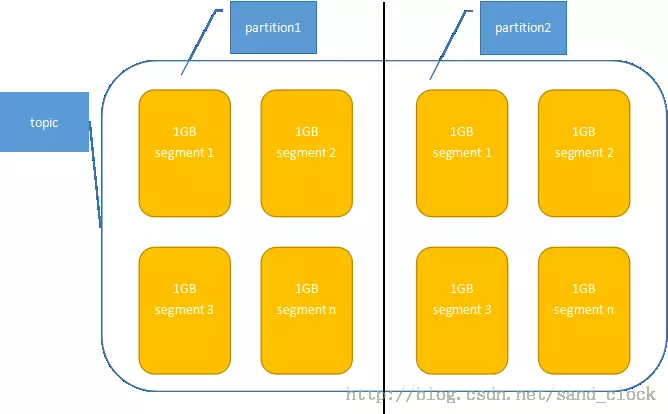 partition1
partition2
topic
1GB
segment 1
1GB
segment 2
1GB
segment 1
1GB
segment 2
1GB
segment 3
1GB
segment n
1GB
segment 3
1GB
segment n
http://blog.csdn.net/sand_clock